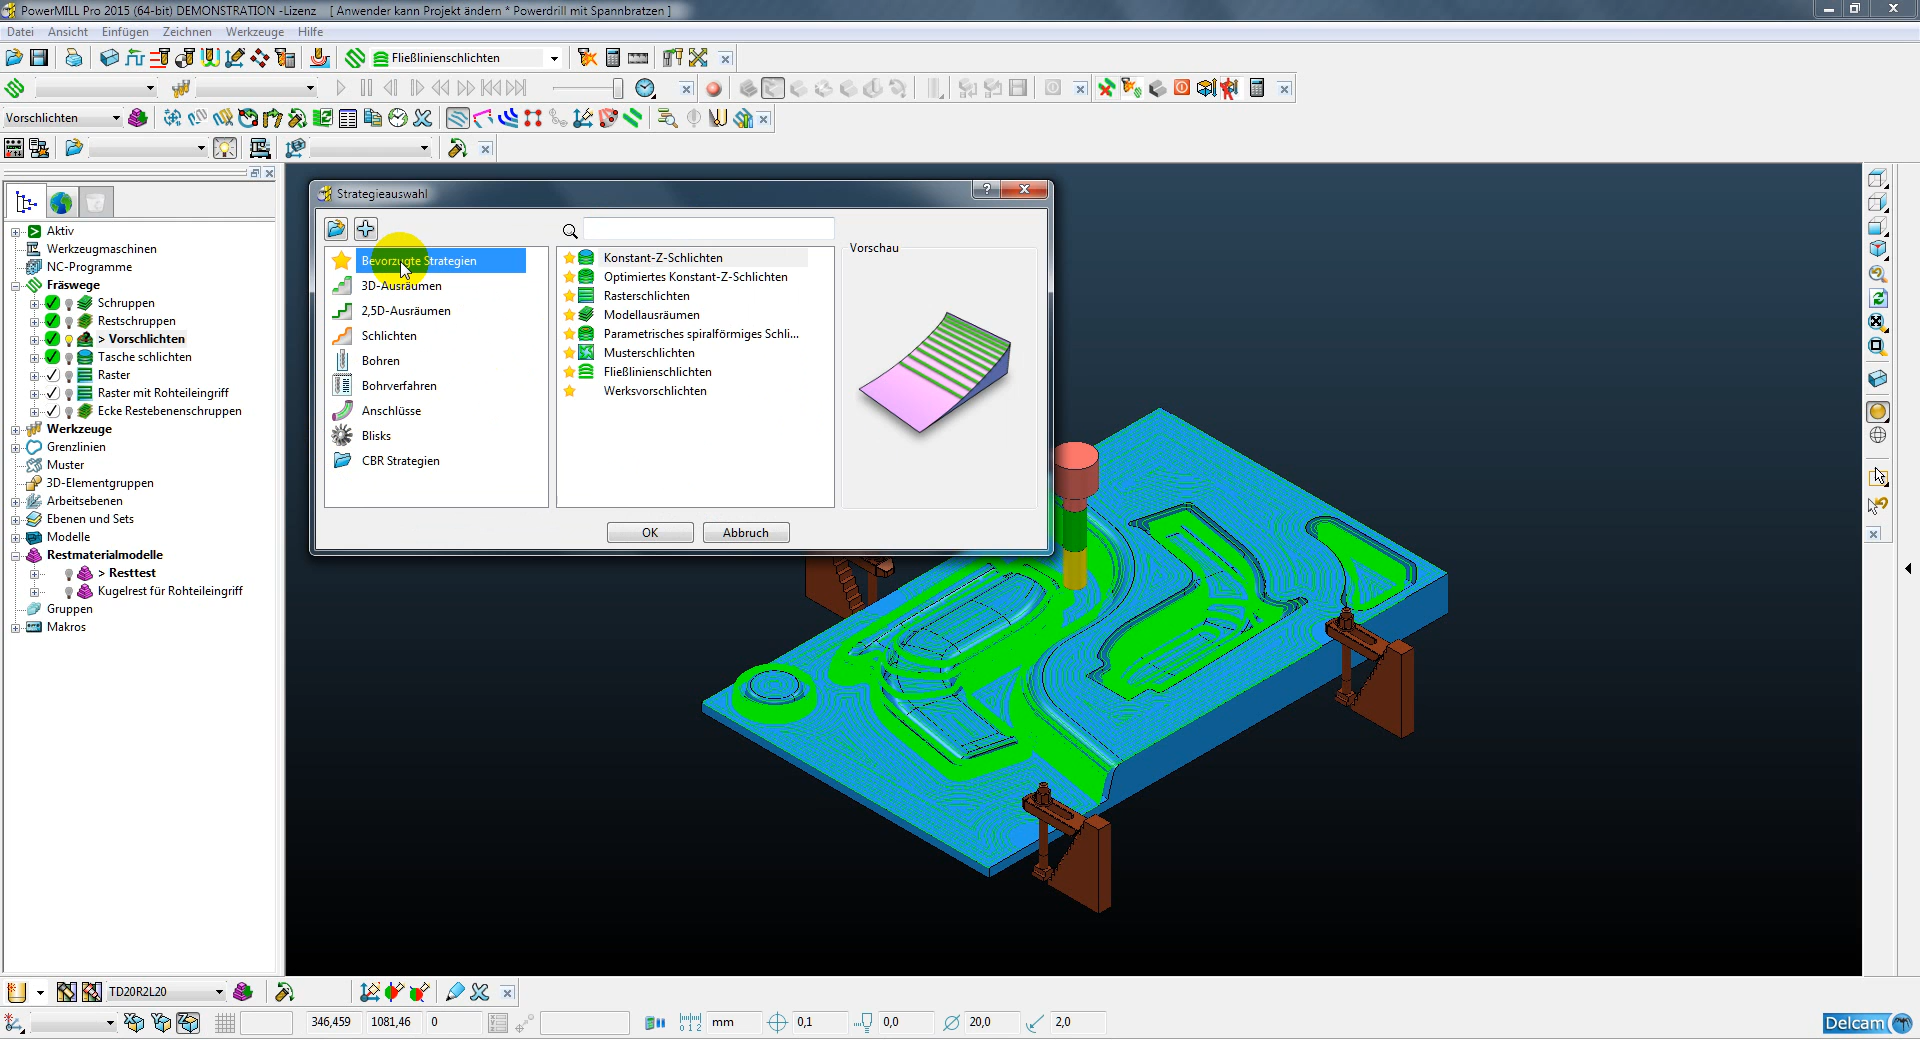 PowerMILL Pro 2015 (64-bit) DEMONSTRATION -Lizenz [ Anwender kann Projekt ändern * Powerdrill mit Spannbratzen ]
Datei Ansicht Einfügen Zeichnen Werkzeuge Hilfe
Fließlinienschlichten
Vorschlichten
Aktiv
Werkzeugmaschinen
NC-Programme
Fräswege
Schruppen
Restschruppen
> Vorschlichten
Tasche schlichten
Raster
Raster mit Rohteileingriff
Ecke Restebenenschruppen
Werkzeuge
Grenzlinien
Muster
3D-Elementgruppen
Arbeitsebenen
Ebenen und Sets
Modelle
Restmaterialmodelle
> Resttest
Kugelrest für Rohteileingriff
Gruppen
Makros
Strategieauswahl
Bevorzugte Strategien
3D-Ausräumen
2,5D-Ausräumen
Schlichten
Bohren
Bohrverfahren
Anschlüsse
Blisks
CBR Strategien
Konstant-Z-Schlichten
Optimiertes Konstant-Z-Schlichten
Rasterschlichten
Modellausräumen
Parametrisches spiralförmiges Schli...
Musterschlichten
Fließlinienschlichten
Werksvorschlichten
Vorschau
OK Abbruch
TD20R2L20
346,459 1081,46 0 mm 0,1 0,0 20,0 2,0
Delcam